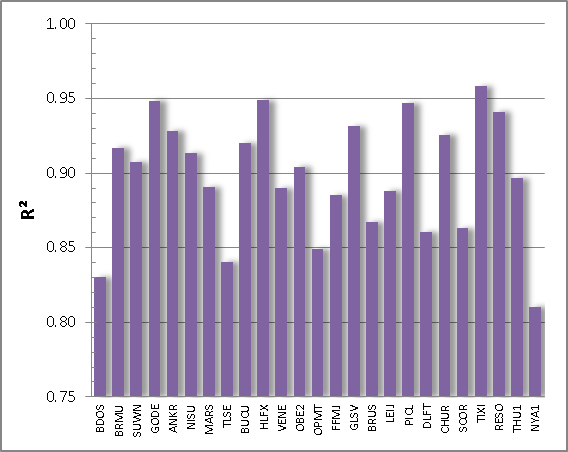 1.00
0.95
0.90
0.85
0.80
0.75
R²
BDOS
BRMU
SUWN
GODE
ANKR
NISU
MARS
TLSE
BUCU
HLFX
VENE
OBE2
OPMT
FFMJ
GLSV
BRUS
LEIJ
PICL
DLFT
CHUR
SCOR
TIXI
RESO
THU1
NYA1